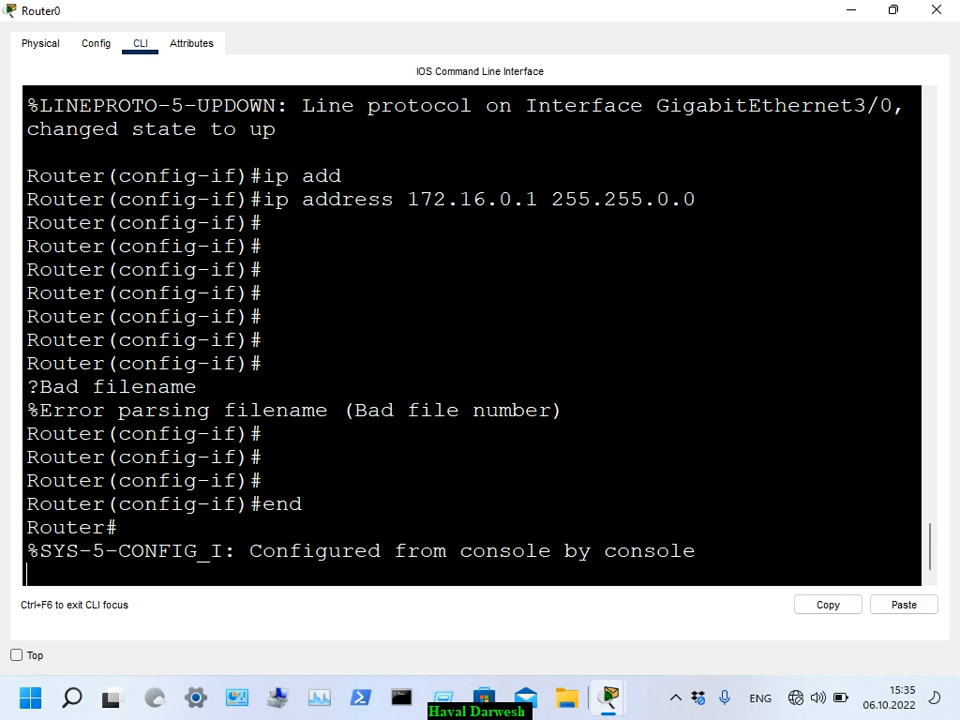 Router0
Physical Config CLI Attributes
IOS Command Line Interface
%LINEPROTO-5-UPDOWN: Line protocol on Interface GigabitEthernet3/0,
changed state to up
Router(config-if)#ip add
Router(config-if)#ip address 172.16.0.1 255.255.0.0
Router(config-if)#
Router(config-if)#
Router(config-if)#
Router(config-if)#
Router(config-if)#
Router(config-if)#
Router(config-if)#
?Bad filename
%Error parsing filename (Bad file number)
Router(config-if)#
Router(config-if)#
Router(config-if)#
Router(config-if)#end
Router#
%SYS-5-CONFIG_I: Configured from console by console
Ctrl+F6 to exit CLI focus
Copy Paste
Top
ENG
15:35
06.10.2022
Haval Darwesh